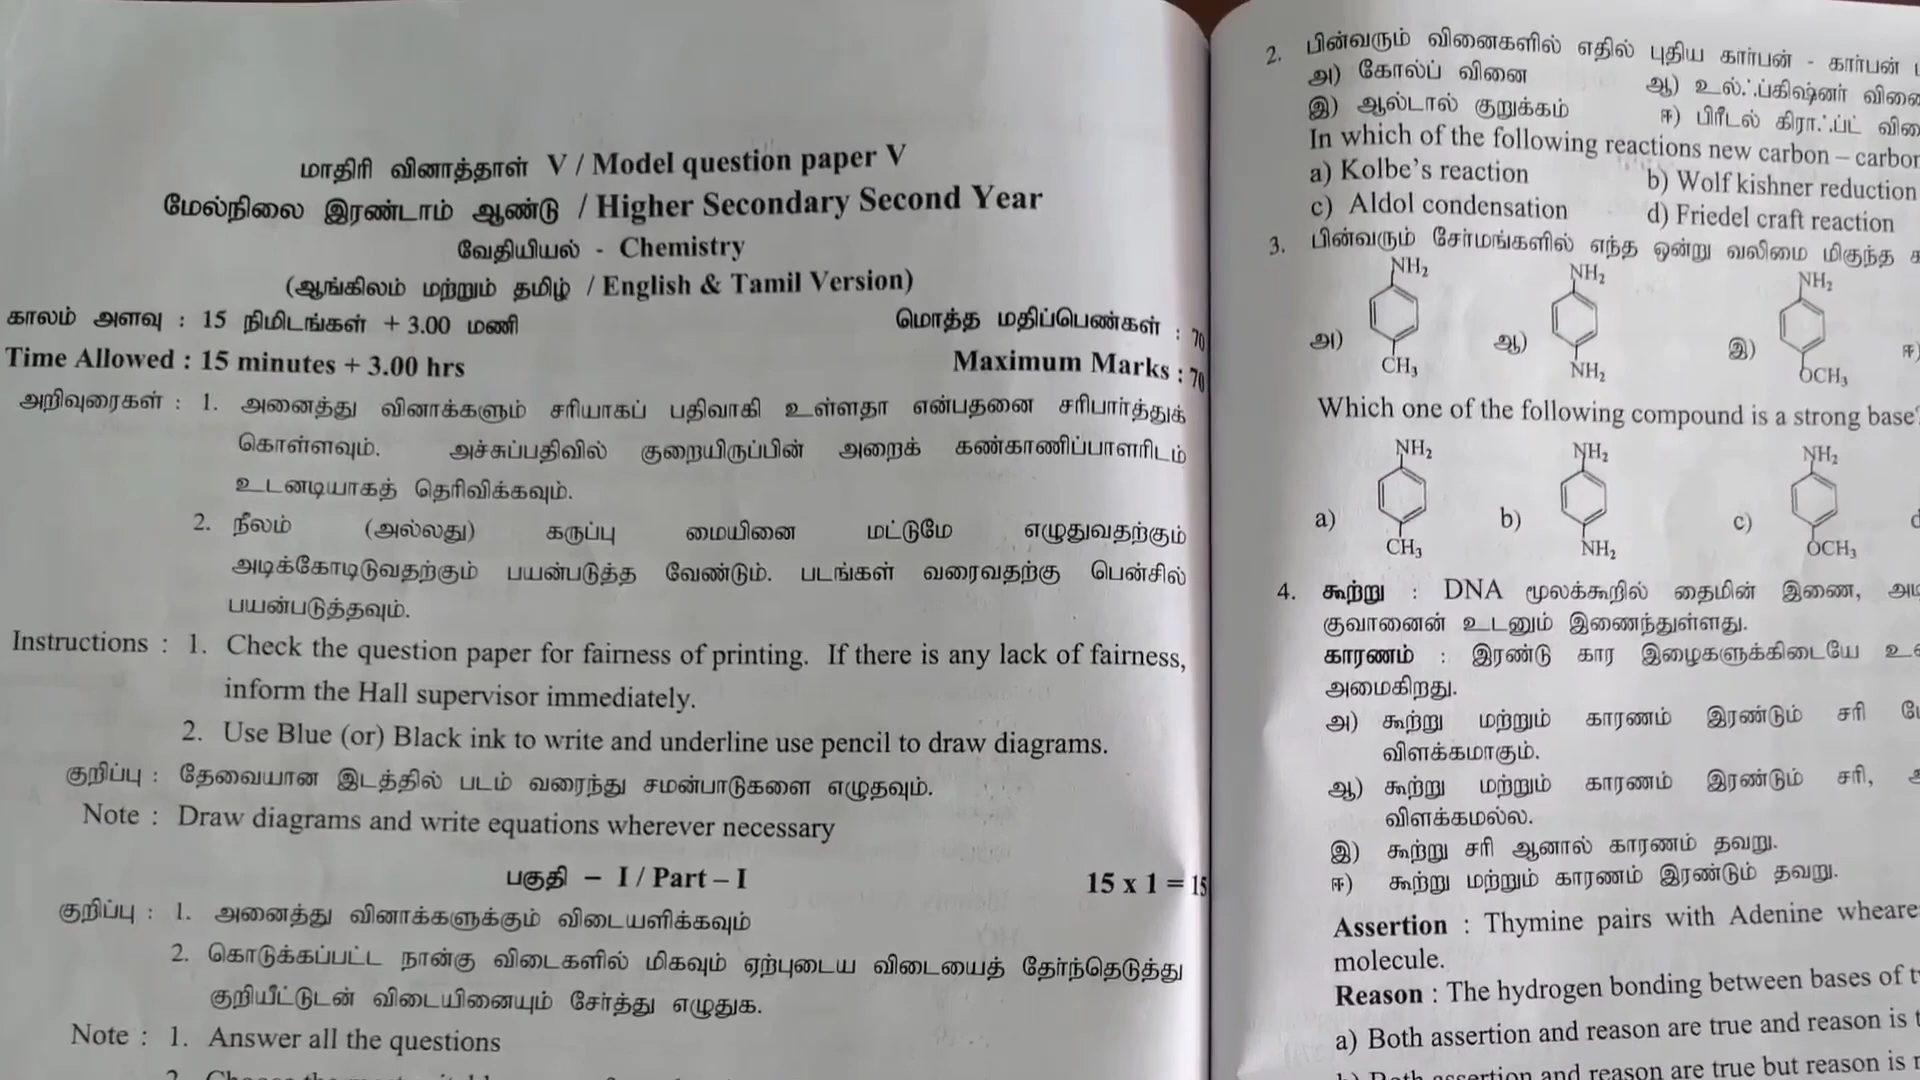 மாதிரி வினாத்தாள் V / Model question paper V
மேல்நிலை இரண்டாம் ஆண்டு / Higher Secondary Second Year
வேதியியல் - Chemistry
(ஆங்கிலம் மற்றும் தமிழ் / English & Tamil Version)
காலம் அளவு : 15 நிமிடங்கள் + 3.00 மணி மொத்த மதிப்பெண்கள் : 70
Time Allowed : 15 minutes + 3.00 hrs Maximum Marks : 70
அறிவுரைகள் : 1. அனைத்து வினாக்களும் சரியாகப் பதிவாகி உள்ளதா என்பதனை சரிபார்த்துக்
கொள்ளவும். அச்சுப்பதிவில் குறையிருப்பின் அறைக் கண்காணிப்பாளரிடம்
உடனடியாகத் தெரிவிக்கவும்.
2. நீலம் (அல்லது) கருப்பு மையினை மட்டுமே எழுதுவதற்கும்
அடிக்கோடிடுவதற்கும் பயன்படுத்த வேண்டும். படங்கள் வரைவதற்கு பென்சில்
பயன்படுத்தவும்.
Instructions : 1. Check the question paper for fairness of printing. If there is any lack of fairness,
inform the Hall supervisor immediately.
2. Use Blue (or) Black ink to write and underline use pencil to draw diagrams.
குறிப்பு : தேவையான இடத்தில் படம் வரைந்து சமன்பாடுகளை எழுதவும்.
Note : Draw diagrams and write equations wherever necessary
பகுதி – I / Part – I 15 x 1 = 15
குறிப்பு : 1. அனைத்து வினாக்களுக்கும் விடையளிக்கவும்
2. கொடுக்கப்பட்ட நான்கு விடைகளில் மிகவும் ஏற்புடைய விடையைத் தேர்ந்தெடுத்து
குறியீட்டுடன் விடையினையும் சேர்த்து எழுதுக.
Note : 1. Answer all the questions
2. பின்வரும் வினைகளில் எதில் புதிய கார்பன் - கார்பன்
அ) கோல்ப் வினை ஆ) உல்ஃப்கிஷ்னர்
இ) ஆல்டால் குறுக்கம் ஈ) பிரீடல் கிராஃப்ட்
In which of the following reactions new carbon – carbon
a) Kolbe's reaction b) Wolf kishner reduction
c) Aldol condensation d) Friedel craft reaction
3. பின்வரும் சேர்மங்களில் எந்த ஒன்று வலிமை மிகுந்த
NH2 NH2 NH2
அ) ஆ) இ) ஈ)
CH3 NH2 OCH3
Which one of the following compound is a strong base?
NH2 NH2 NH2
a) b) c)
CH3 NH2 OCH3
4. கூற்று : DNA மூலக்கூறில் தைமின் இணை,
குவானைன் உடனும் இணைந்துள்ளது.
காரணம் : இரண்டு கார இழைகளுக்கிடையே
அமைகிறது.
அ) கூற்று மற்றும் காரணம் இரண்டும் சரி
விளக்கமாகும்.
ஆ) கூற்று மற்றும் காரணம் இரண்டும் சரி,
விளக்கமல்ல.
இ) கூற்று சரி ஆனால் காரணம் தவறு.
ஈ) கூற்று மற்றும் காரணம் இரண்டும் தவறு.
Assertion : Thymine pairs with Adenine
molecule.
Reason : The hydrogen bonding between bases of
a) Both assertion and reason are true and reason is
assertion and reason are true but reason is